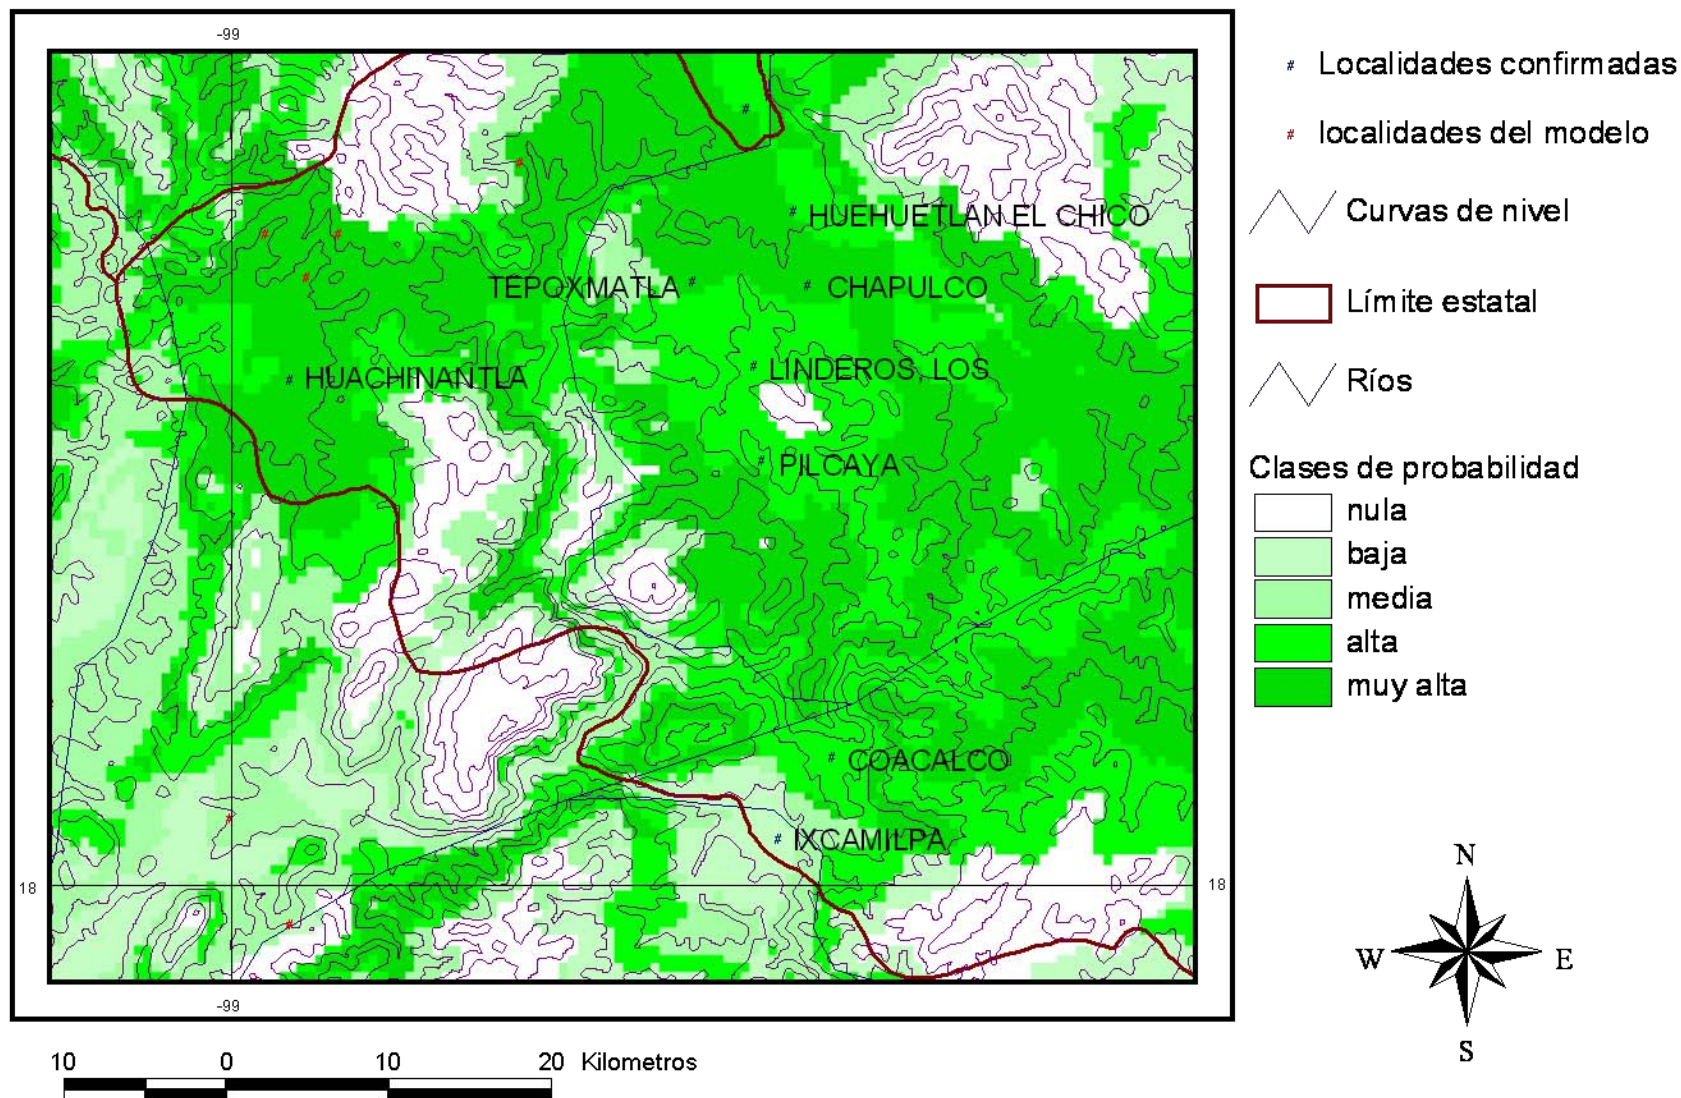 -99
# Localidades confirmadas
# localidades del modelo
HUEHUETLAN EL CHICO
Curvas de nivel
TEPOXMATLA
CHAPULCO
Límite estatal
HUACHINANTLA
LINDEROS, LOS
Ríos
PILCAYA
Clases de probabilidad
nula
baja
media
alta
muy alta
COACALCO
IXCAMILPA
18
18
N
W
E
S
-99
10 0 10 20 Kilometros